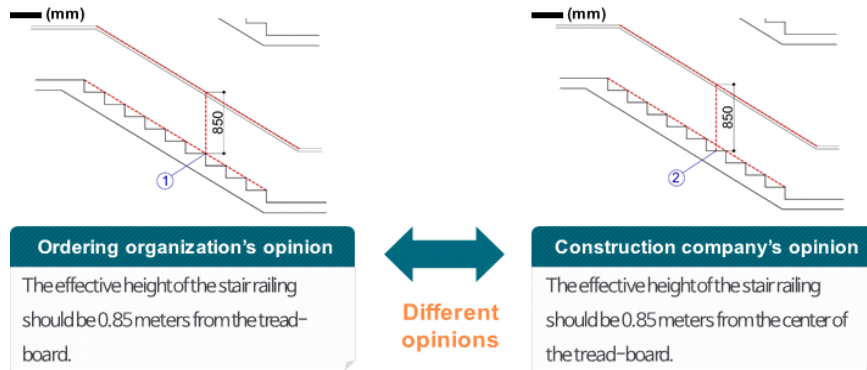 (mm)
850
①
Ordering organization's opinion
The effective height of the stair railing
should be 0.85 meters from the tread-
board.
Different
opinions
(mm)
850
②
Construction company's opinion
The effective height of the stair railing
should be 0.85 meters from the center of
the tread-board.